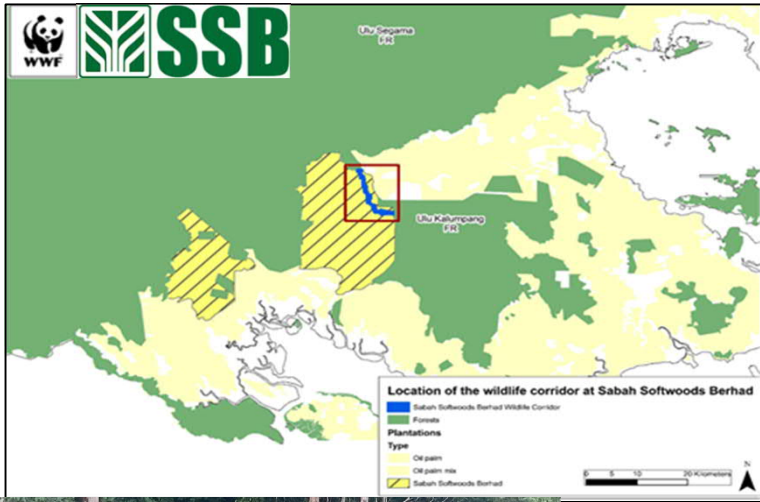 WWF
SSB
Ulu Segama
FR
Ulu Kalumpang
FR
Location of the wildlife corridor at Sabah Softwoods Berhad
Sabah Softwoods Berhad Wildlife Corridor
Forests
Plantations
Type
Oil palm
Oil palm mix
Sabah Softwoods Berhad
0 5 10 20 Kilometers
N